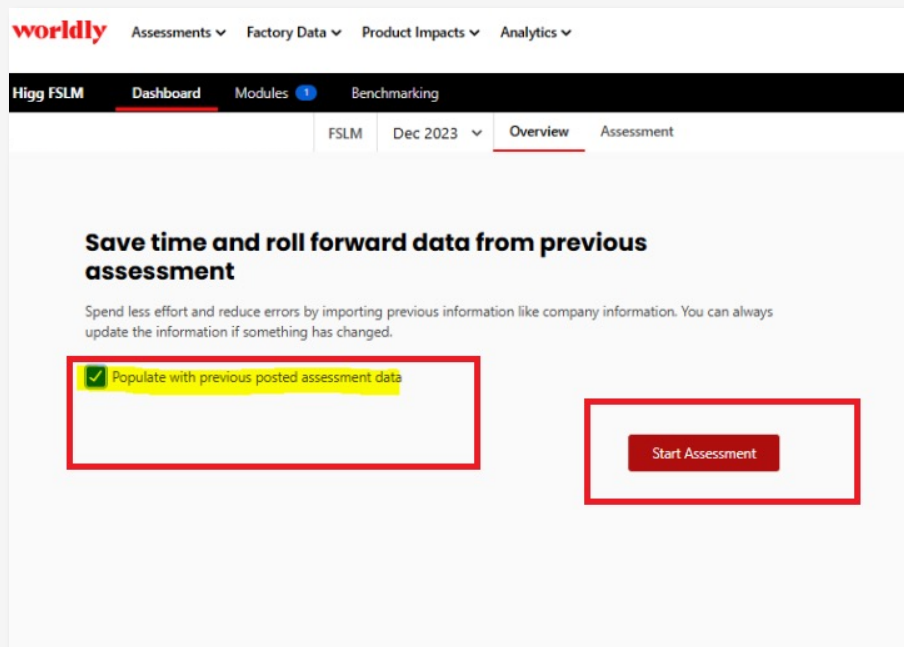 worldly Assessments Factory Data Product Impacts Analytics
Higg FSLM Dashboard Modules 1 Benchmarking
FSLM Dec 2023 Overview Assessment
Save time and roll forward data from previous
assessment
Spend less effort and reduce errors by importing previous information like company information. You can always
update the information if something has changed.
Populate with previous posted assessment data
Start Assessment